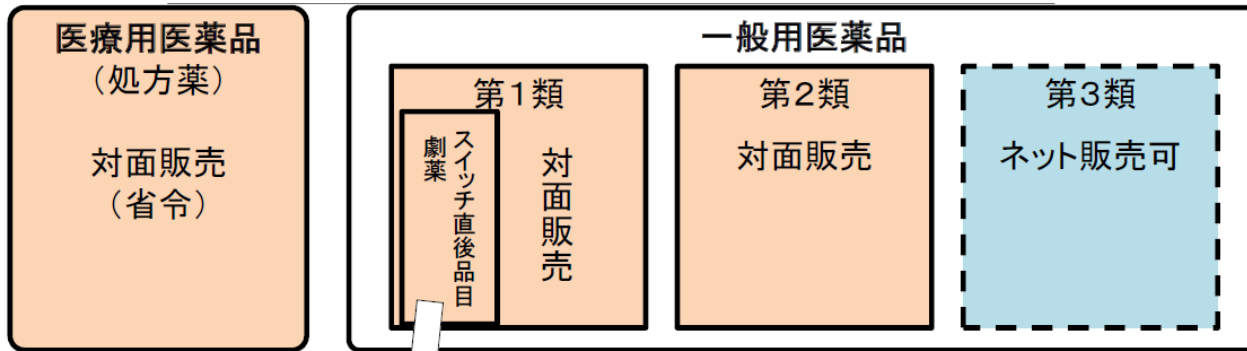 医療用医薬品
（処方薬）
対面販売
（省令）
一般用医薬品
第１類
スイッチ直後品目
劇薬
対面販売
第２類
対面販売
第３類
ネット販売可